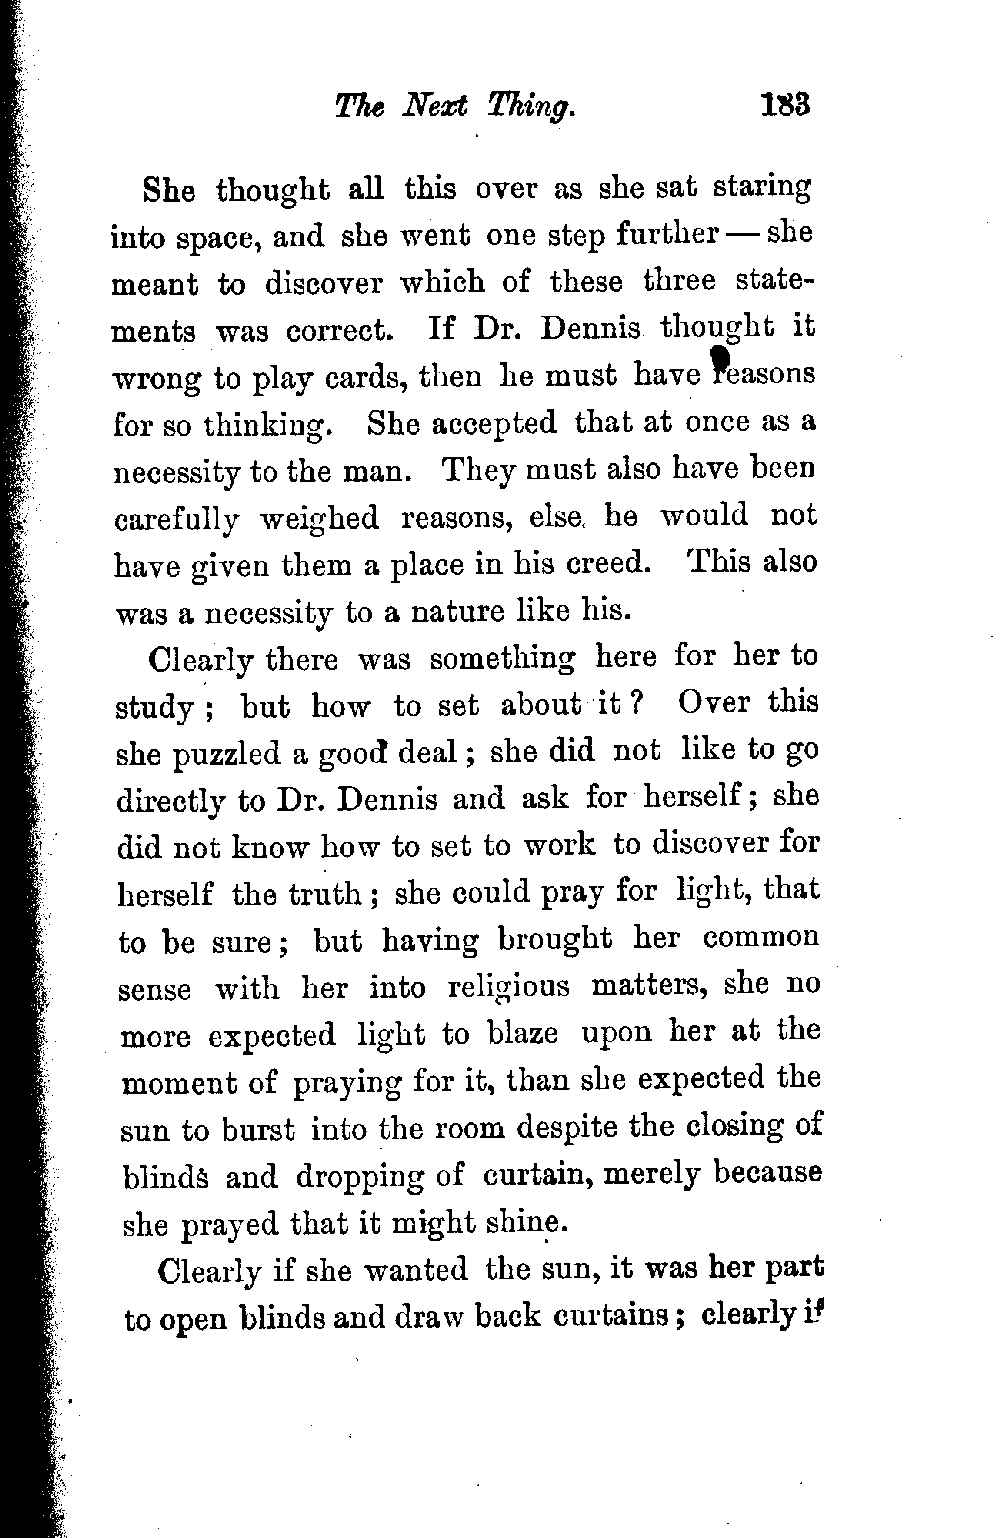 The Next Thing. 183
She thought all this over as she sat staring
into space, and she went one step further — she
meant to discover which of these three state-
ments was correct. If Dr. Dennis thought it
wrong to play cards, then he must have reasons
for so thinking. She accepted that at once as a
necessity to the man. They must also have been
carefully weighed reasons, else he would not
have given them a place in his creed. This also
was a necessity to a nature like his.
Clearly there was something here for her to
study; but how to set about it? Over this
she puzzled a good deal; she did not like to go
directly to Dr. Dennis and ask for herself; she
did not know how to set to work to discover for
herself the truth; she could pray for light, that
to be sure; but having brought her common
sense with her into religious matters, she no
more expected light to blaze upon her at the
moment of praying for it, than she expected the
sun to burst into the room despite the closing of
blinds and dropping of curtain, merely because
she prayed that it might shine.
Clearly if she wanted the sun, it was her part
to open blinds and draw back curtains; clearly if